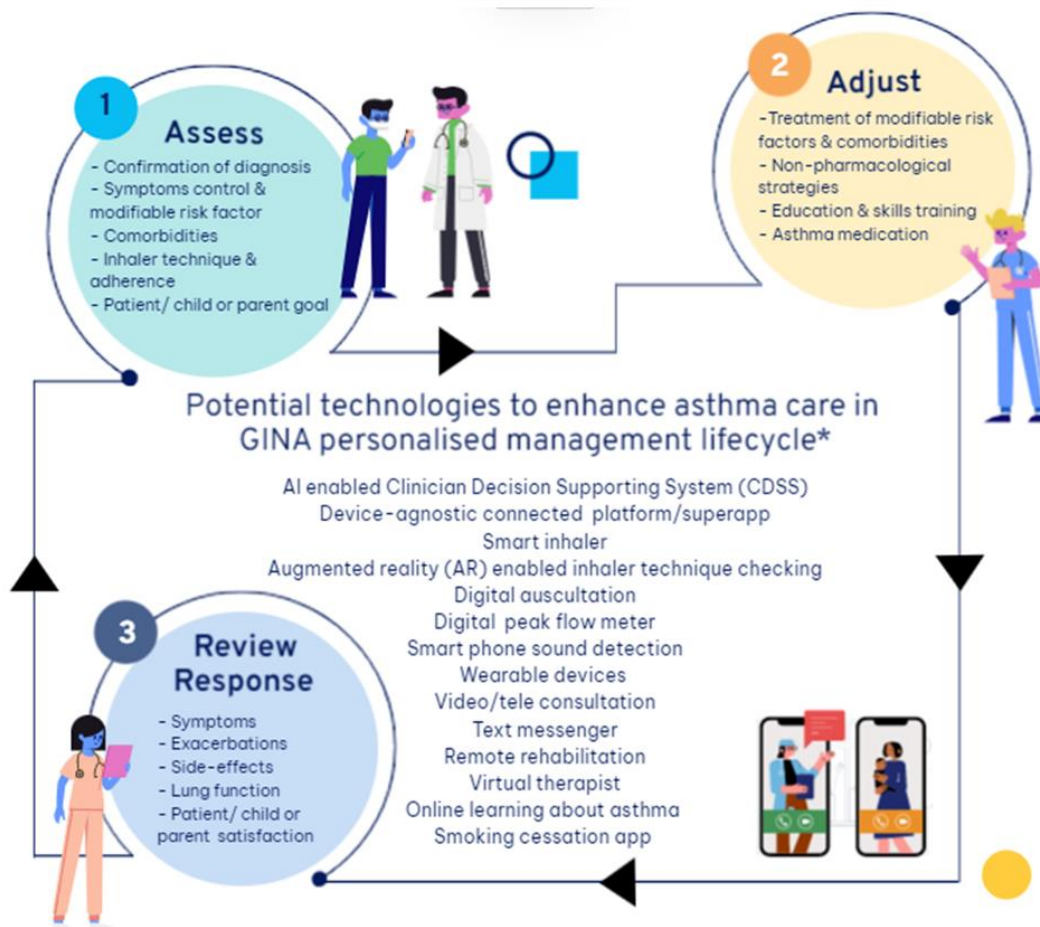 1
Assess
- Confirmation of diagnosis
- Symptoms control &
modifiable risk factor
- Comorbidities
- Inhaler technique &
adherence
- Patient/ child or parent goal
2
Adjust
-Treatment of modifiable risk
factors & comorbidities
- Non-pharmacological
strategies
- Education & skills training
- Asthma medication
Potential technologies to enhance asthma care in
GINA personalised management lifecycle*
AI enabled Clinician Decision Supporting System (CDSS)
Device-agnostic connected platform/superapp
Smart inhaler
Augmented reality (AR) enabled inhaler technique checking
Digital auscultation
Digital peak flow meter
Smart phone sound detection
Wearable devices
Video/tele consultation
Text messenger
Remote rehabilitation
Virtual therapist
Online learning about asthma
Smoking cessation app
3
Review
Response
- Symptoms
- Exacerbations
- Side-effects
- Lung function
- Patient/ child or
parent satisfaction